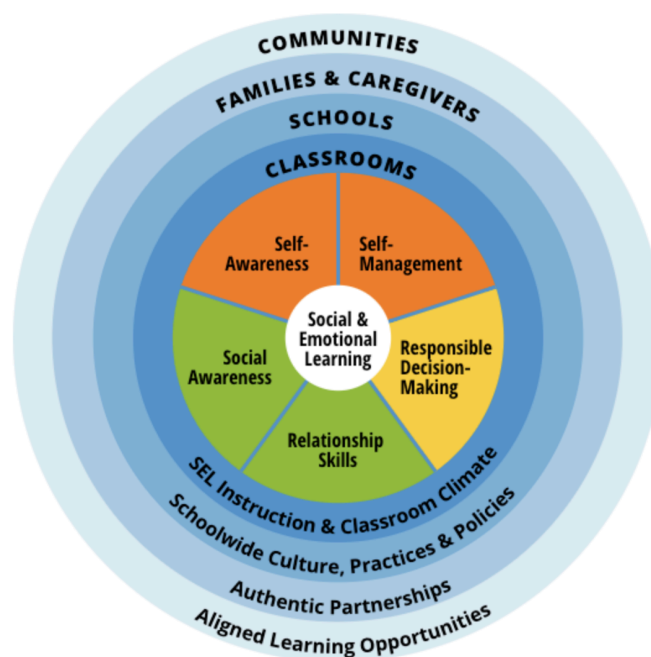 COMMUNITIES
FAMILIES & CAREGIVERS
SCHOOLS
CLASSROOMS
Self-
Awareness
Self-
Management
Social &
Emotional
Learning
Social
Awareness
Responsible
Decision-
Making
Relationship
Skills
SEL Instruction & Classroom Climate
Schoolwide Culture, Practices & Policies
Authentic Partnerships
Aligned Learning Opportunities